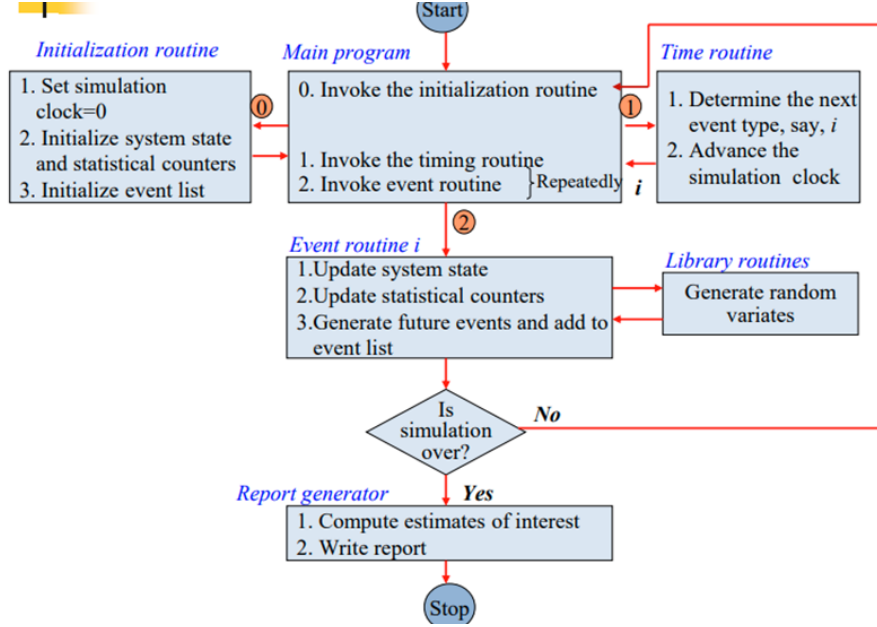 Start
Initialization routine
1. Set simulation
clock=0
2. Initialize system state
and statistical counters
3. Initialize event list
0
Main program
0. Invoke the initialization routine
1. Invoke the timing routine
2. Invoke event routine
Repeatedly
1
i
Time routine
1. Determine the next
event type, say, i
2. Advance the
simulation clock
2
Event routine i
1.Update system state
2.Update statistical counters
3.Generate future events and add to
event list
Library routines
Generate random
variates
Is
simulation
over?
No
Yes
Report generator
1. Compute estimates of interest
2. Write report
Stop